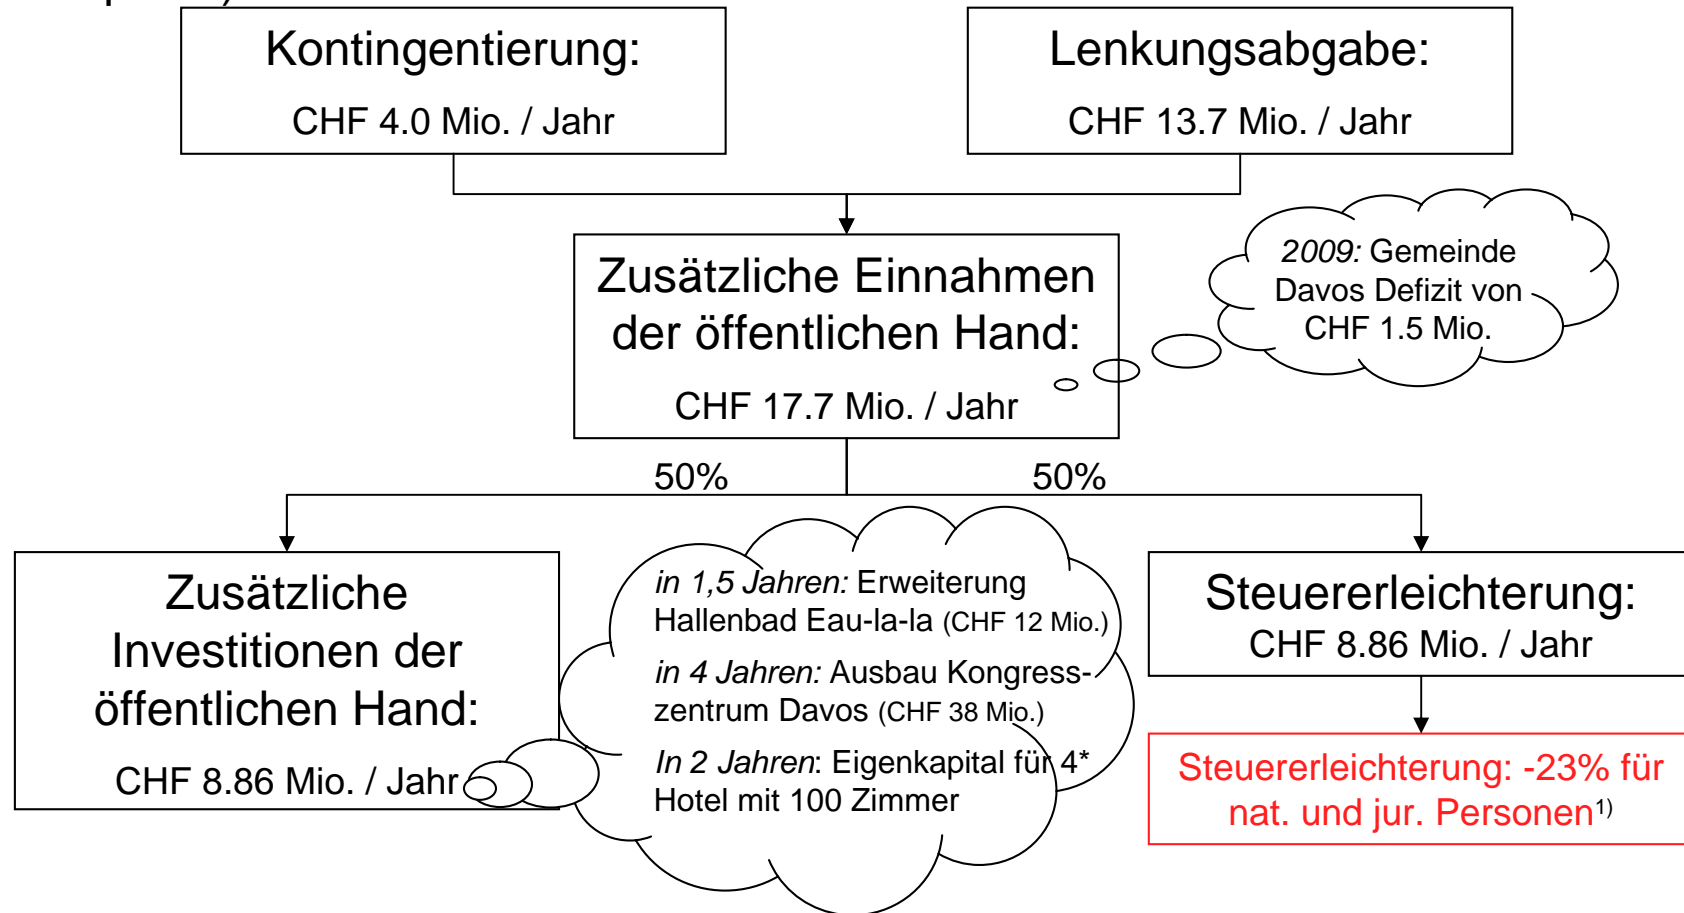 Kontingentierung:
CHF 4.0 Mio. / Jahr
Lenkungsabgabe:
CHF 13.7 Mio. / Jahr
Zusätzliche Einnahmen
der öffentlichen Hand:
CHF 17.7 Mio. / Jahr
2009: Gemeinde
Davos Defizit von
CHF 1.5 Mio.
50%
50%
Zusätzliche
Investitionen der
öffentlichen Hand:
CHF 8.86 Mio. / Jahr
in 1,5 Jahren: Erweiterung
Hallenbad Eau-la-la (CHF 12 Mio.)
in 4 Jahren: Ausbau Kongress-
zentrum Davos (CHF 38 Mio.)
In 2 Jahren: Eigenkapital für 4*
Hotel mit 100 Zimmer
Steuererleichterung:
CHF 8.86 Mio. / Jahr
Steuererleichterung: -23% für
nat. und jur. Personen1)